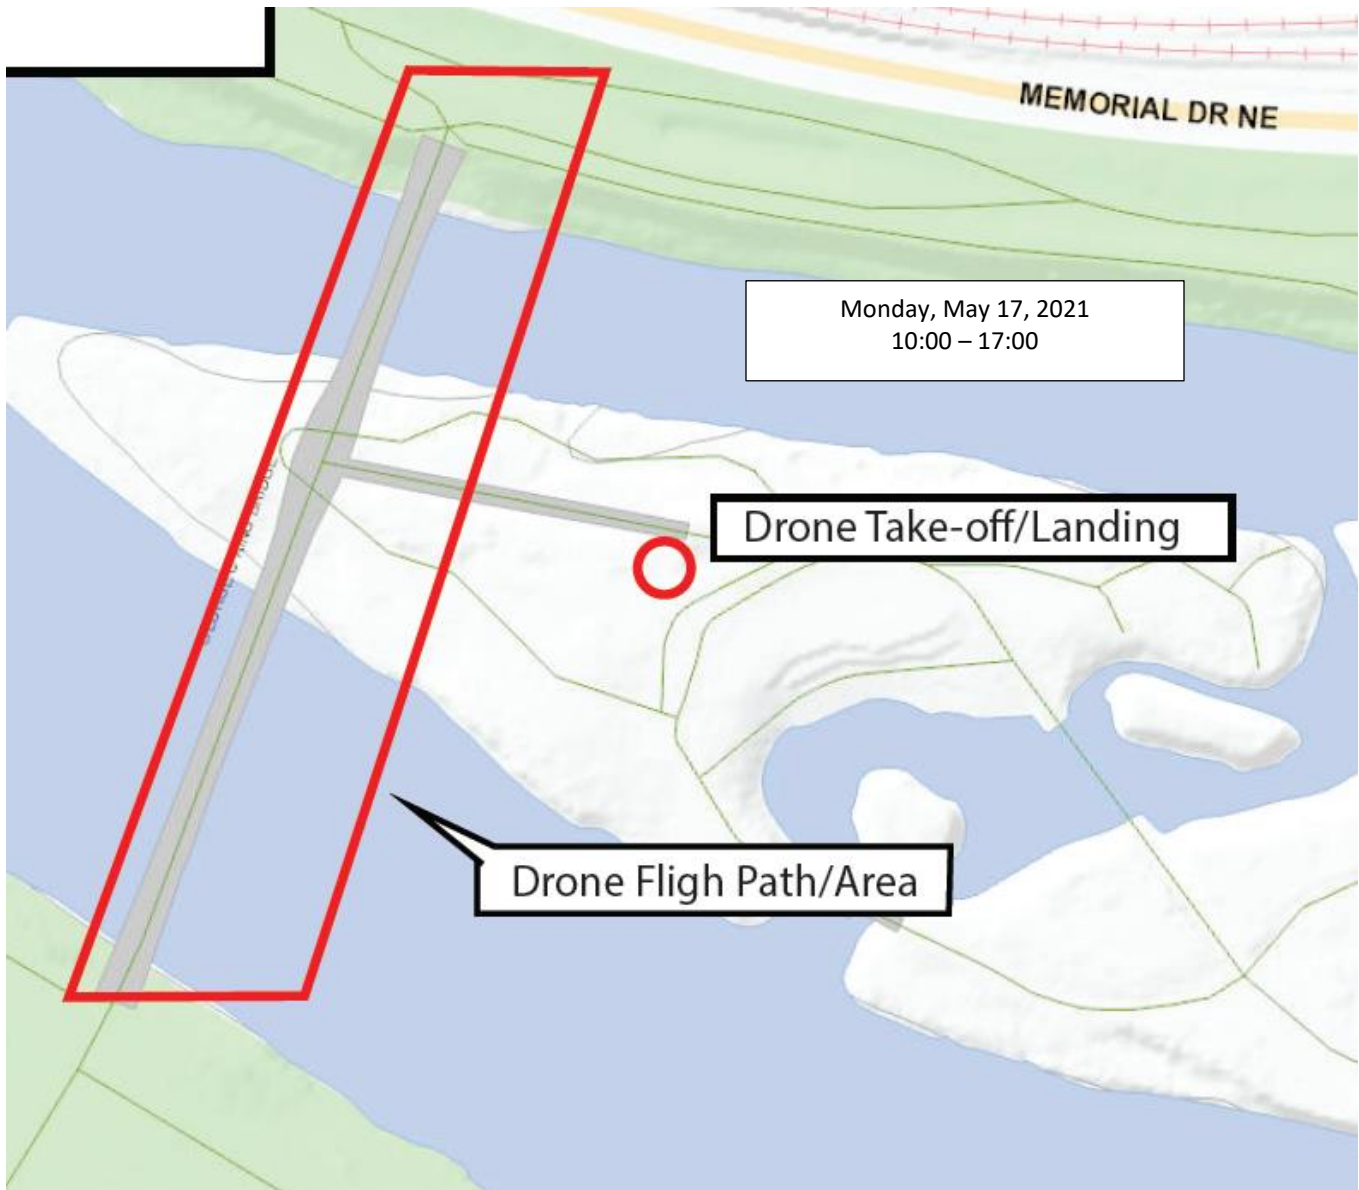 MEMORIAL DR NE
Monday, May 17, 2021
10:00 – 17:00
Drone Take-off/Landing
Drone Fligh Path/Area